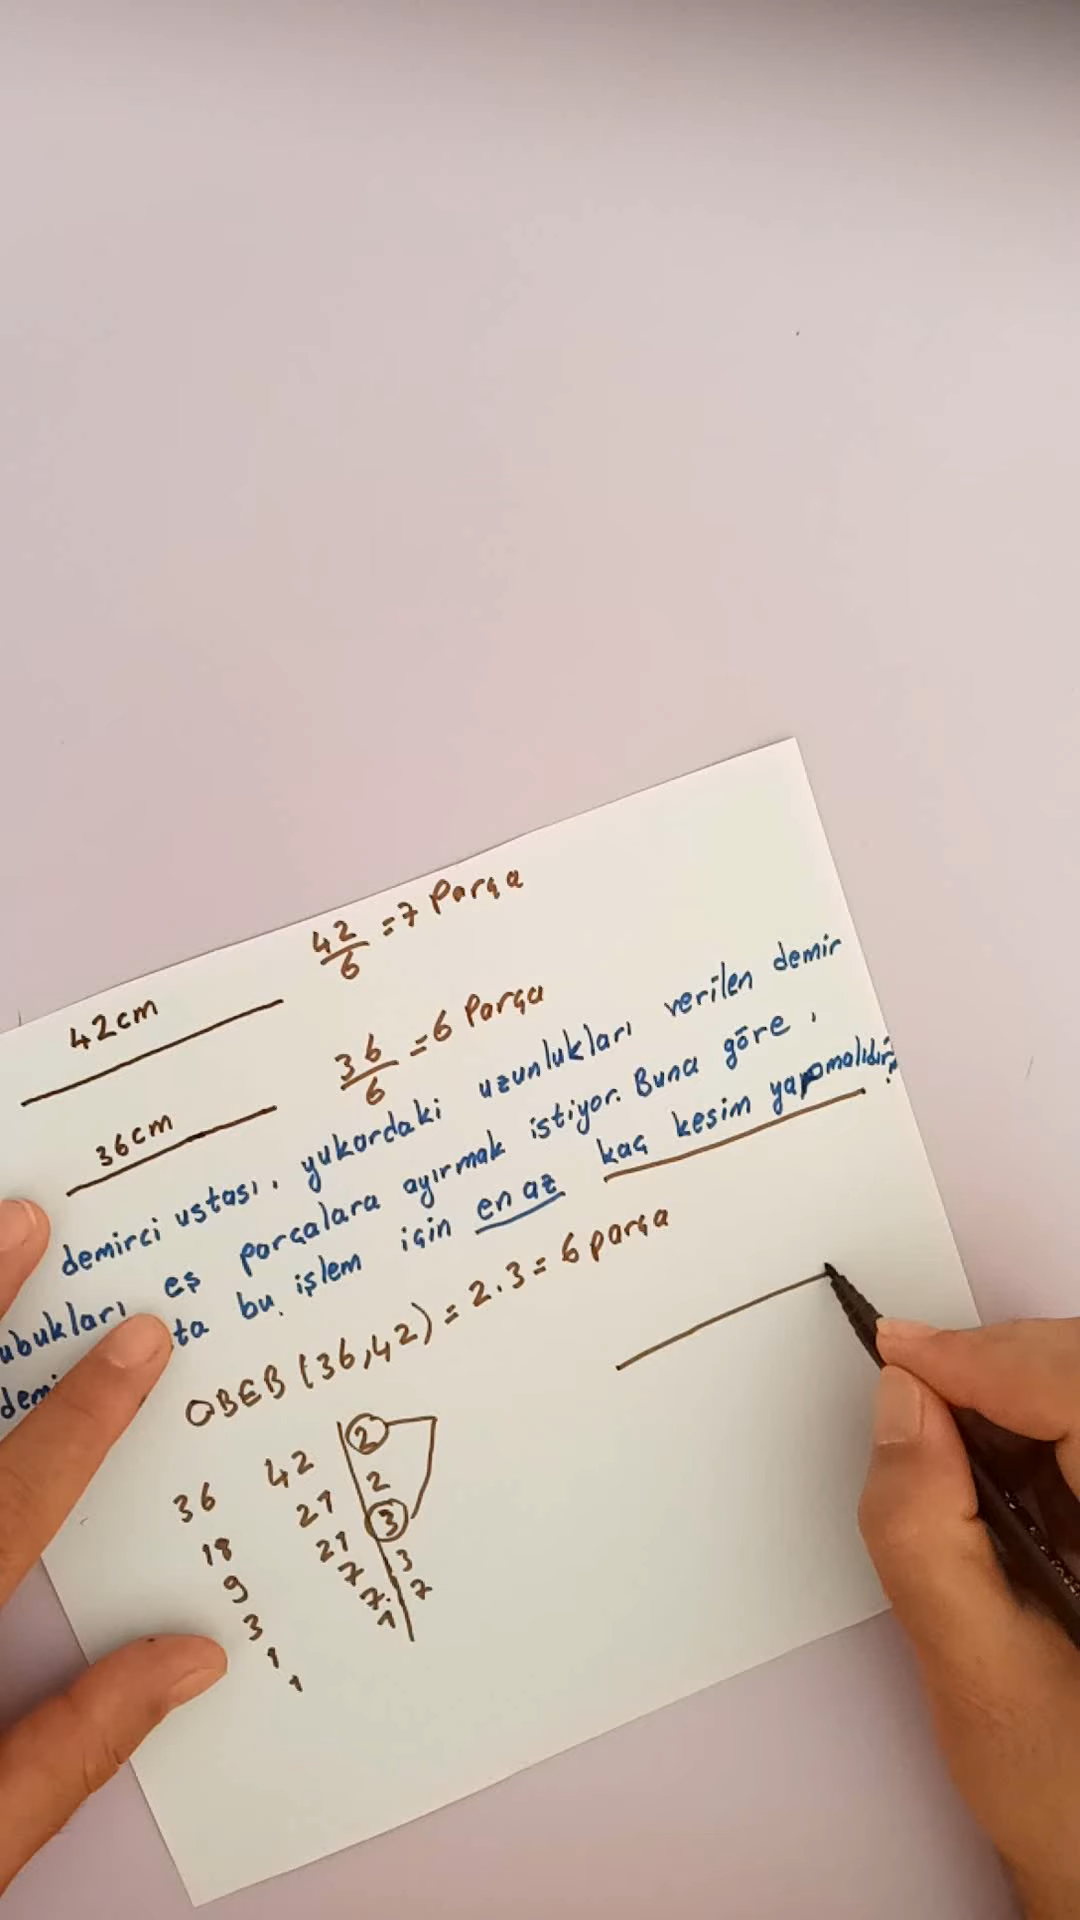 42cm
42/6 = 7 Parça
36cm
36/6 = 6 Parça
demirci ustası, yukardaki uzunlukları verilen demir
ubukları eş parçalara ayırmak istiyor. Buna göre,
demi ta bu işlem için en az kaç kesim yapmalıdır?
OBEB (36,42) = 2.3 = 6 parça
36 42 2
18 21 2
9 21 3
3 7 3
1 7 7
1 1